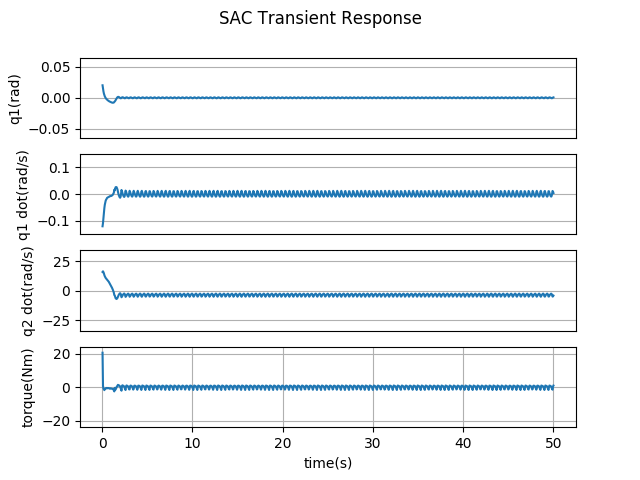 SAC Transient Response
q1(rad)
0.05
0.00
−0.05
q1 dot(rad/s)
0.1
0.0
−0.1
q2 dot(rad/s)
25
0
−25
torque(Nm)
20
0
−20
0 10 20 30 40 50
time(s)